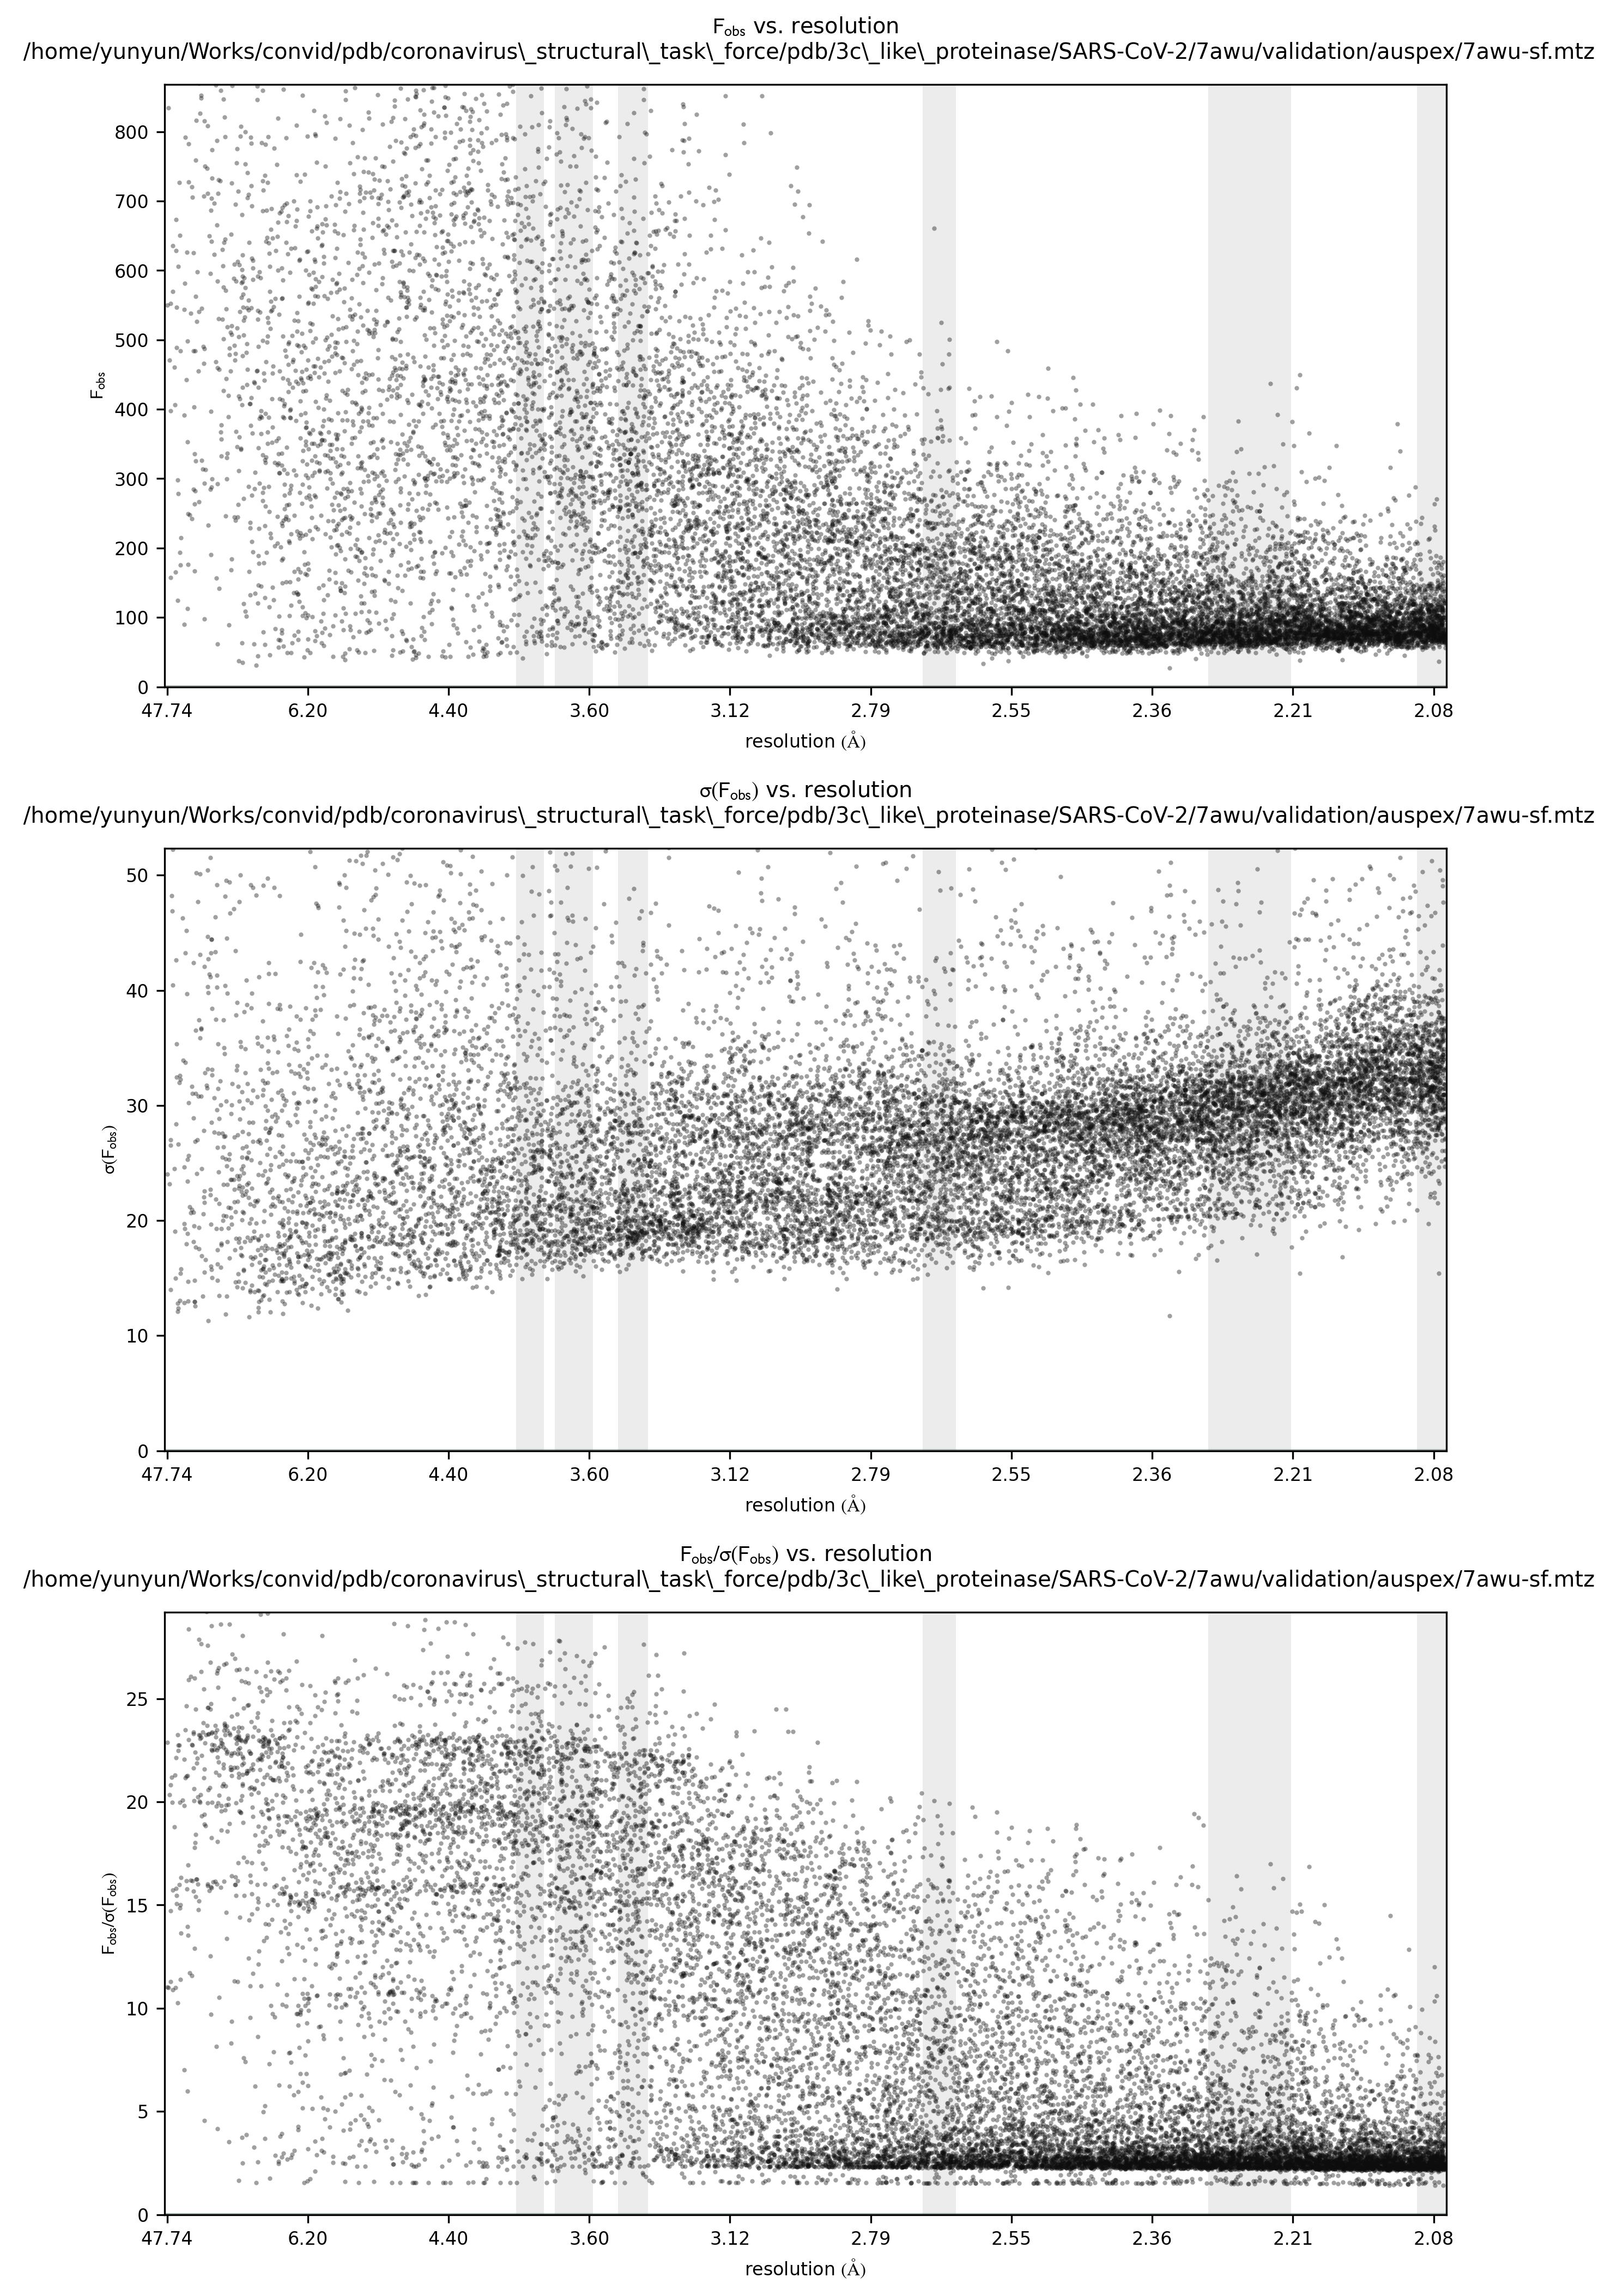 Fobs vs. resolution
/home/yunyun/Works/convid/pdb/coronavirus\_structural\_task\_force/pdb/3c\_like\_proteinase/SARS-CoV-2/7awu/validation/auspex/7awu-sf.mtz
800
700
600
500
400
300
200
100
0
Fobs
47.74 6.20 4.40 3.60 3.12 2.79 2.55 2.36 2.21 2.08
resolution (Å)
σ(Fobs) vs. resolution
/home/yunyun/Works/convid/pdb/coronavirus\_structural\_task\_force/pdb/3c\_like\_proteinase/SARS-CoV-2/7awu/validation/auspex/7awu-sf.mtz
50
40
30
20
10
0
σ(Fobs)
47.74 6.20 4.40 3.60 3.12 2.79 2.55 2.36 2.21 2.08
resolution (Å)
Fobs/σ(Fobs) vs. resolution
/home/yunyun/Works/convid/pdb/coronavirus\_structural\_task\_force/pdb/3c\_like\_proteinase/SARS-CoV-2/7awu/validation/auspex/7awu-sf.mtz
25
20
15
10
5
0
Fobs/σ(Fobs)
47.74 6.20 4.40 3.60 3.12 2.79 2.55 2.36 2.21 2.08
resolution (Å)